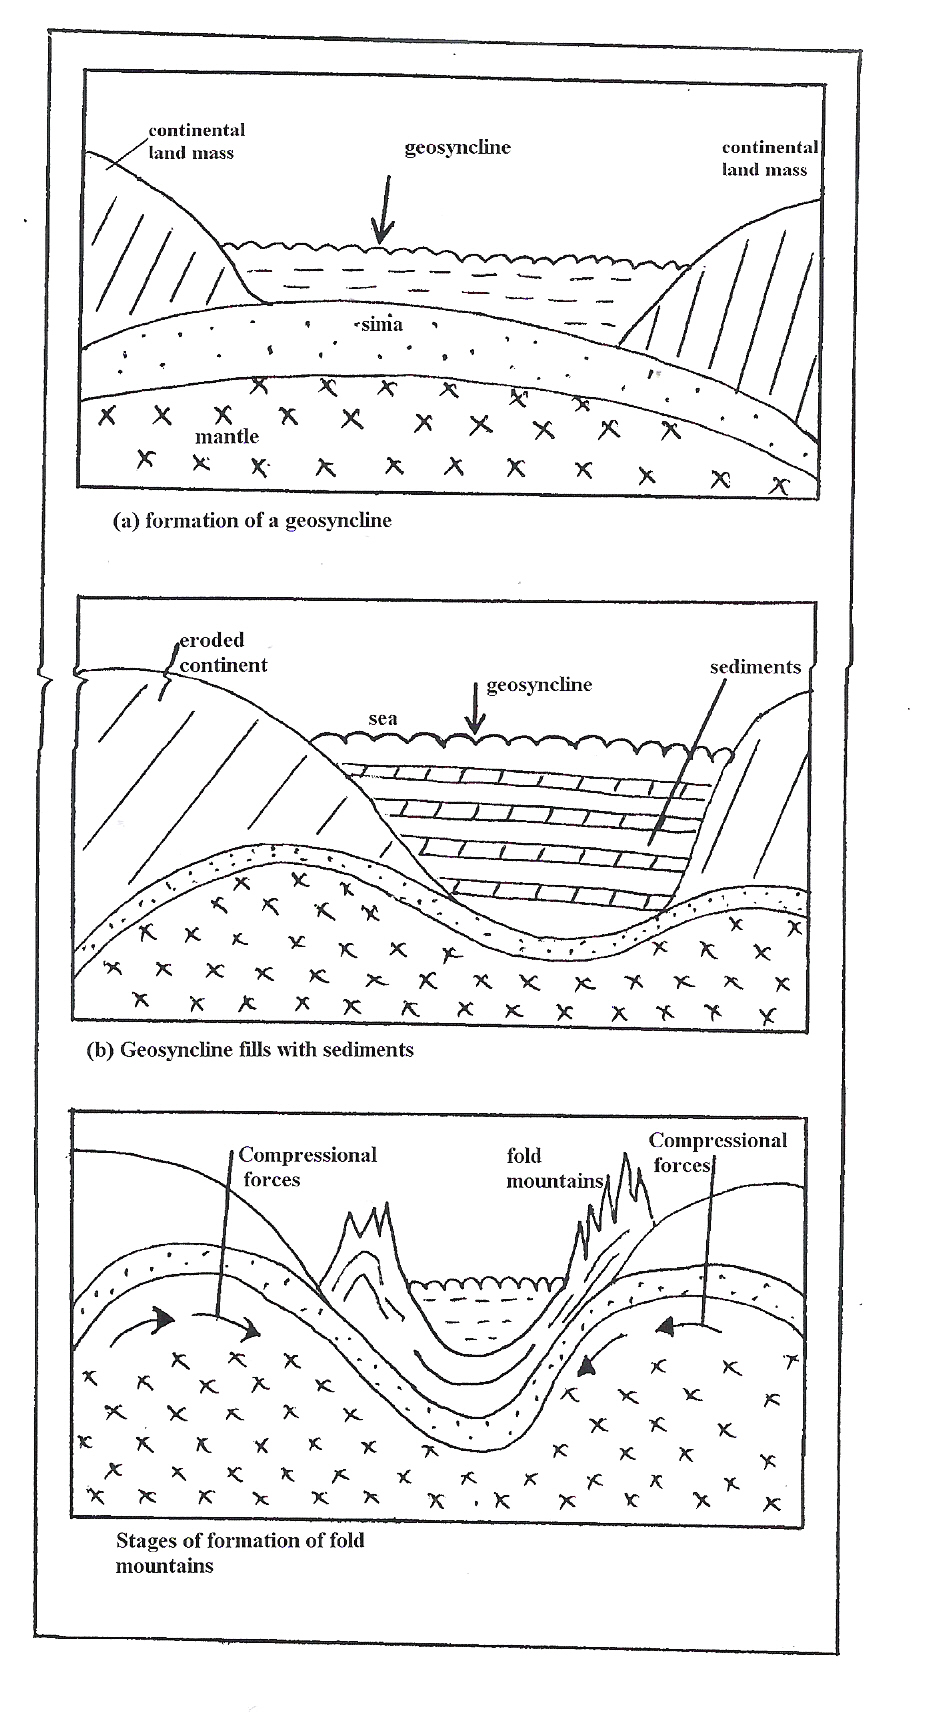 continental
land mass
geosyncline
continental
land mass
sima
mantle
(a) formation of a geosyncline
eroded
continent
sediments
geosyncline
sea
(b) Geosyncline fills with sediments
Compressional
forces
fold
mountains
Compressional
forces
Stages of formation of fold
mountains